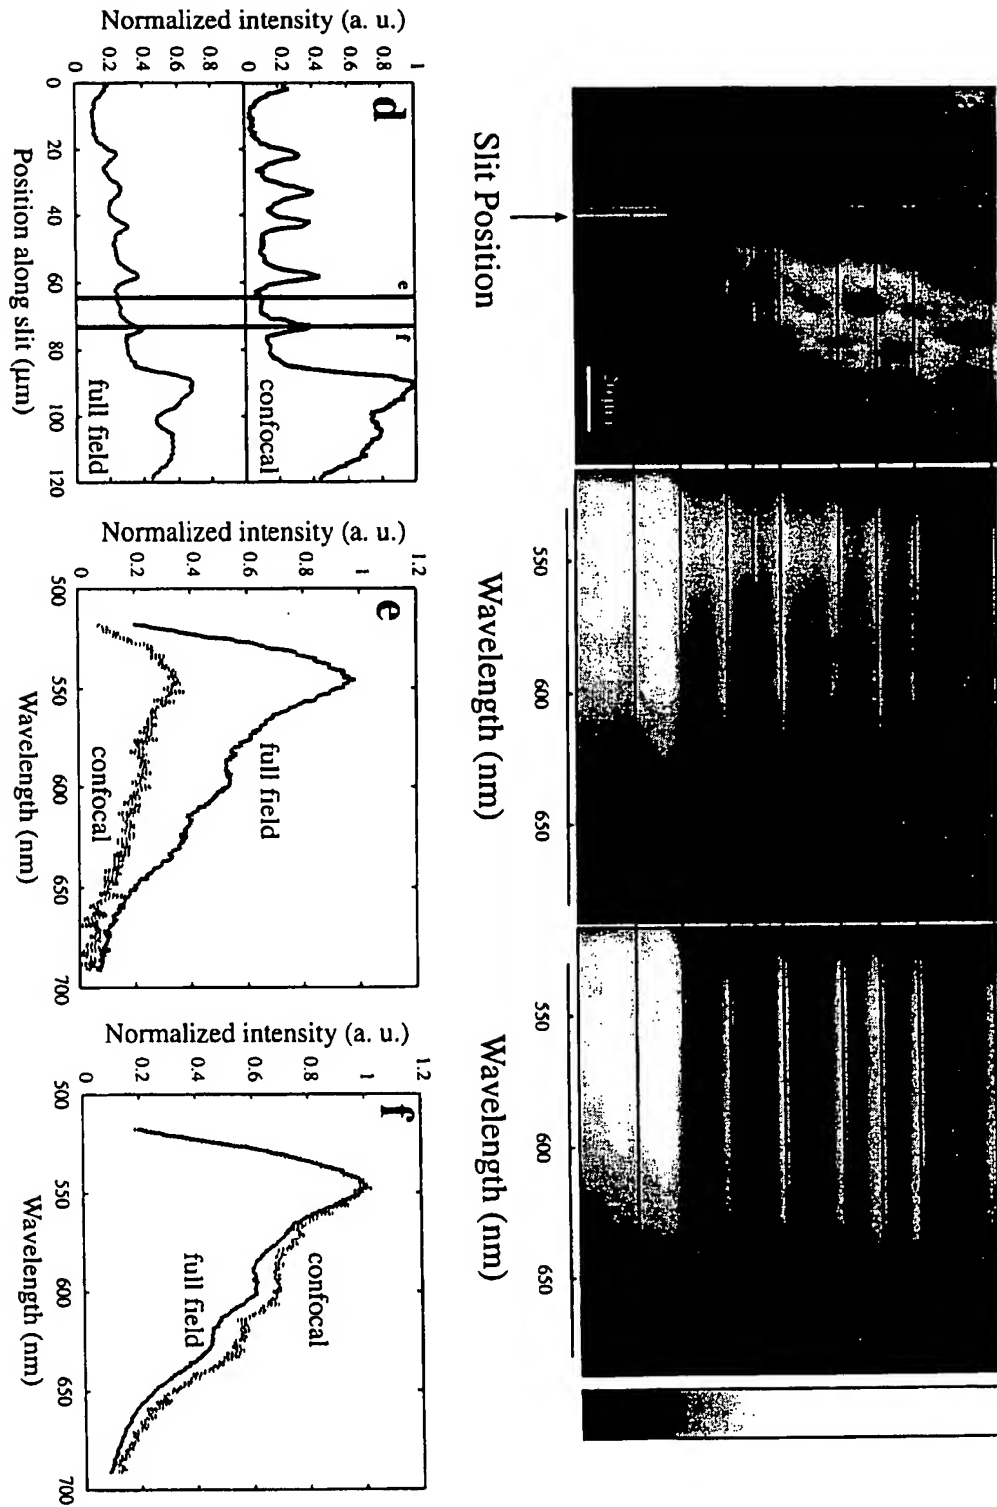 Slit Position
550
600
650
Wavelength (nm)
550
600
650
Wavelength (nm)
d
Normalized intensity (a. u.)
1
0.8
0.6
0.4
0.2
0
0.8
0.6
0.4
0.2
0
e
f
confocal
full field
0
20
40
60
80
100
120
Position along slit (μm)
e
Normalized intensity (a. u.)
1.2
1
0.8
0.6
0.4
0.2
0
full field
confocal
500
550
600
650
700
Wavelength (nm)
f
Normalized intensity (a. u.)
1.2
1
0.8
0.6
0.4
0.2
0
confocal
full field
500
550
600
650
700
Wavelength (nm)